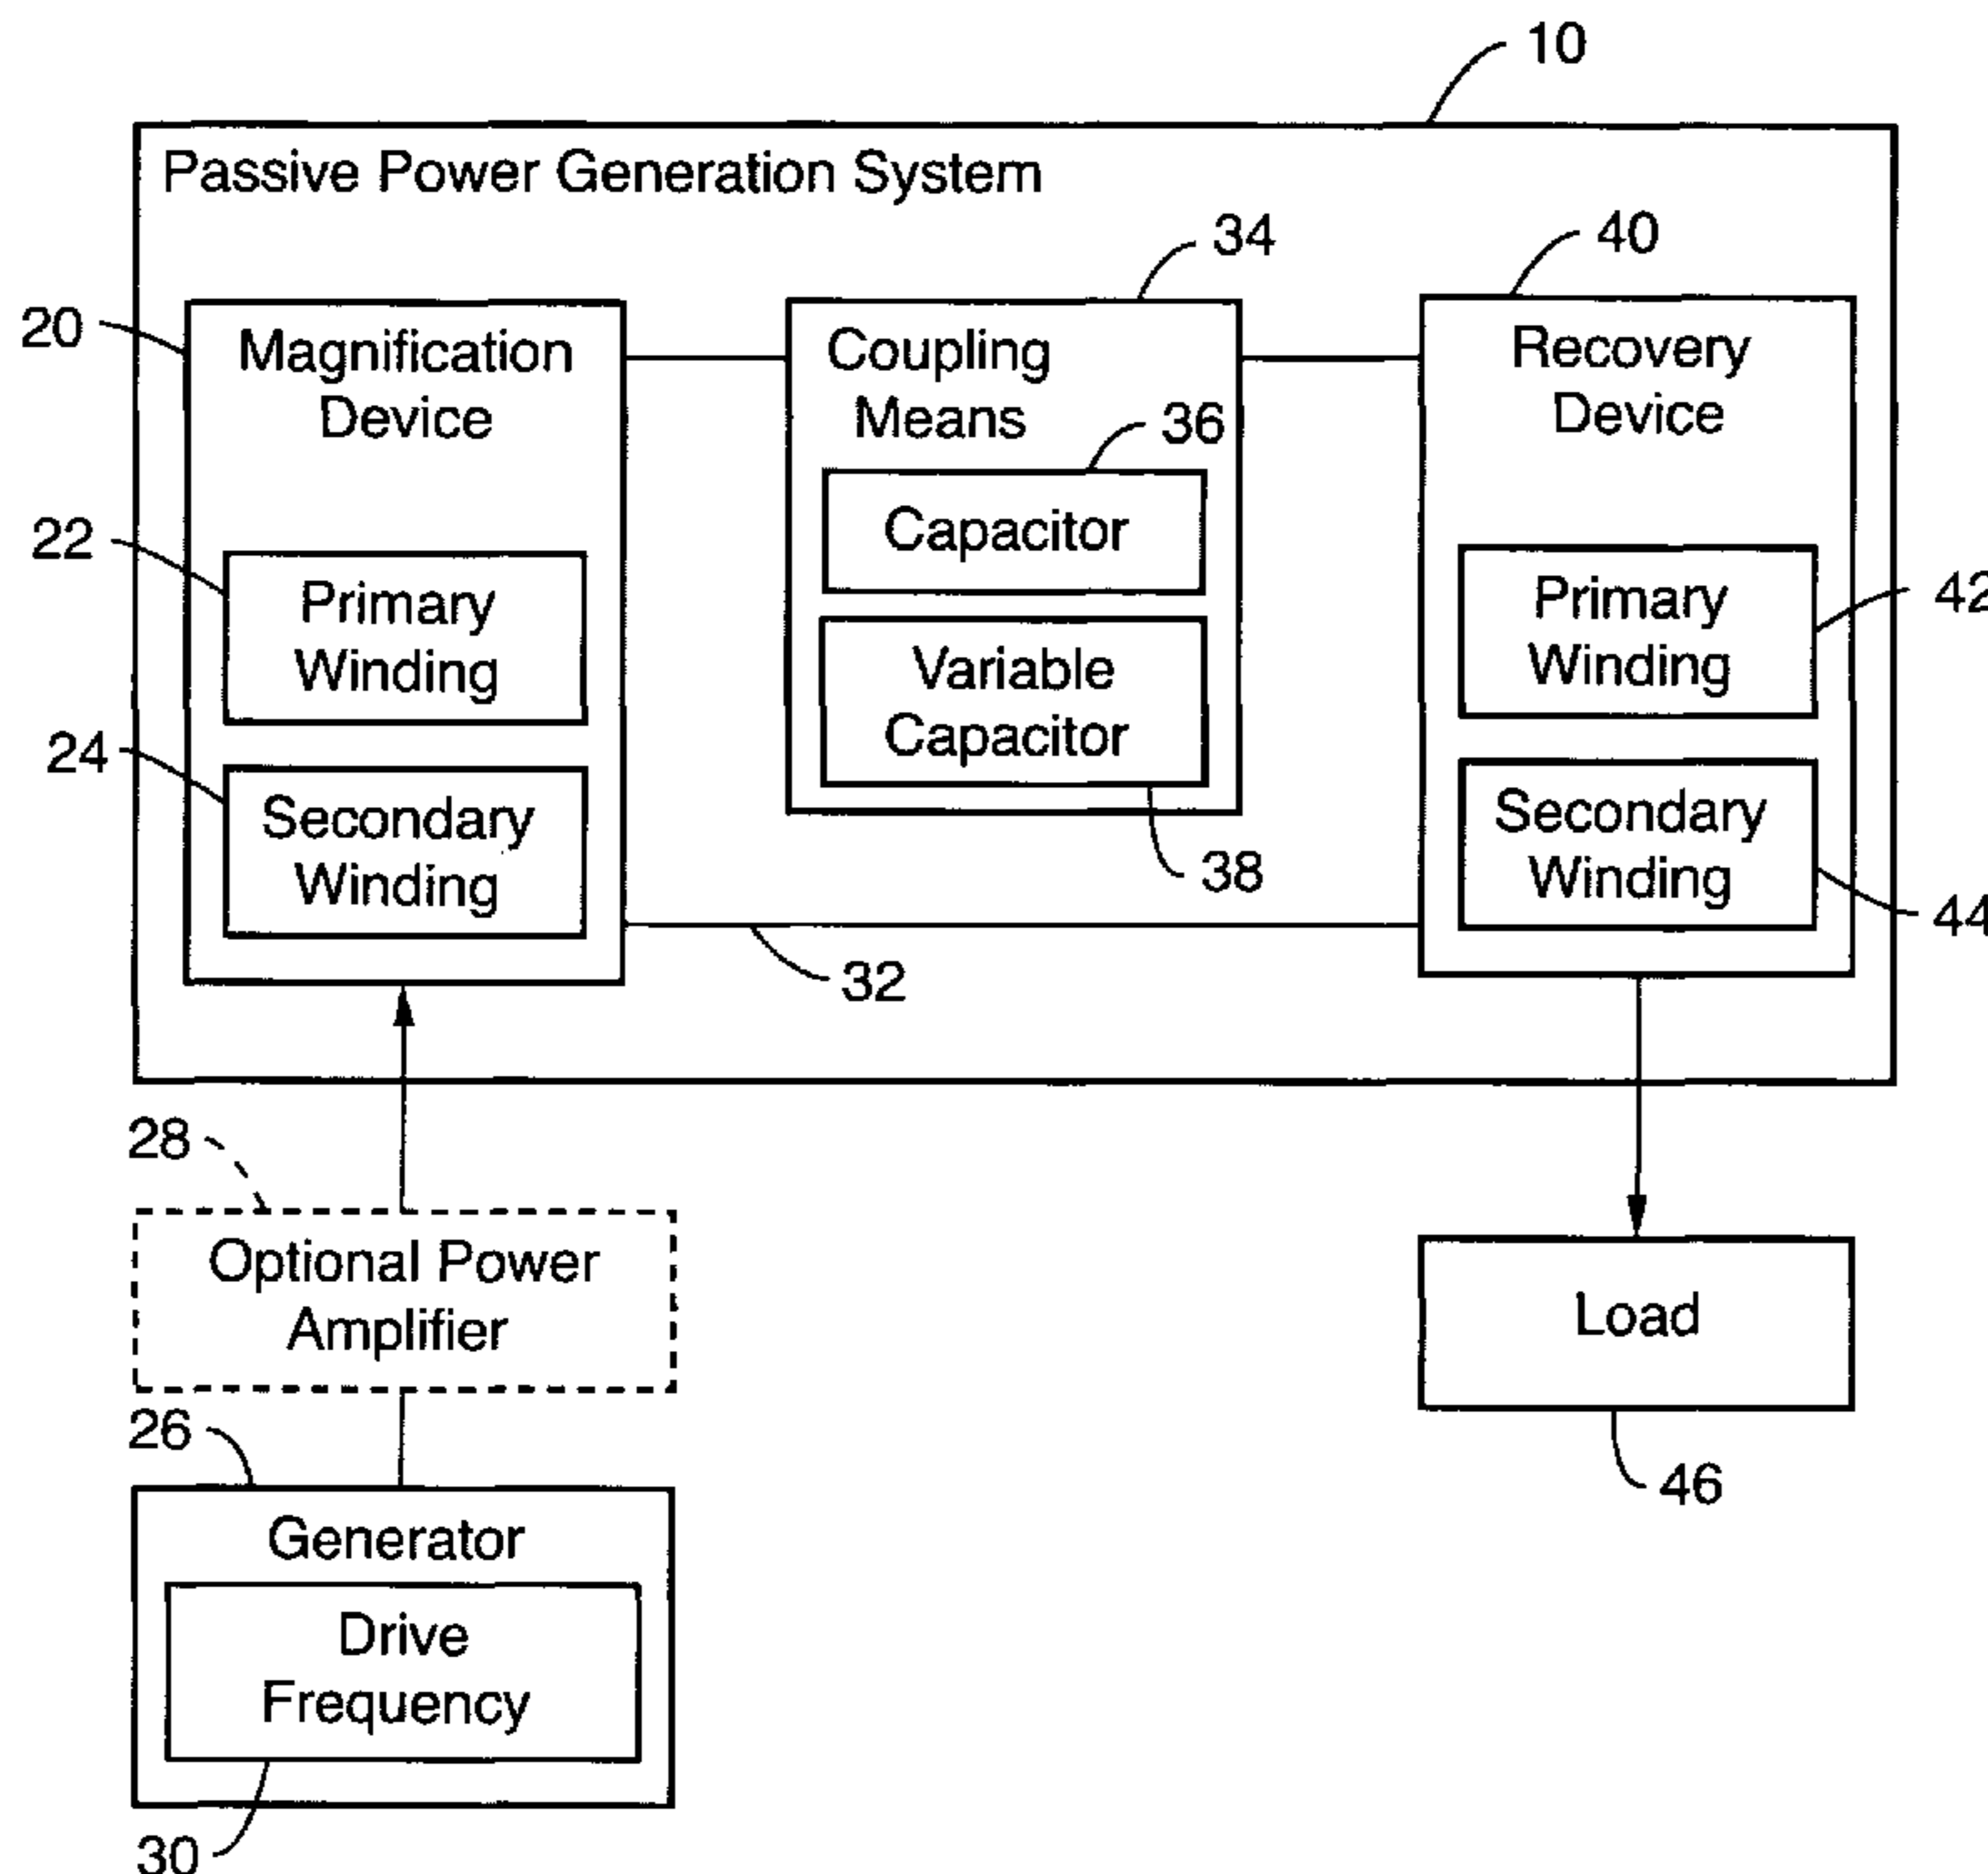 10
Passive Power Generation System
34
40
20
Magnification
Device
Coupling
Means
Recovery
Device
36
22
Capacitor
Primary
Winding
Primary
Winding
42
Variable
Capacitor
24
Secondary
Winding
Secondary
Winding
38
44
32
28
Optional Power
Amplifier
Load
26
46
Generator
Drive
Frequency
30